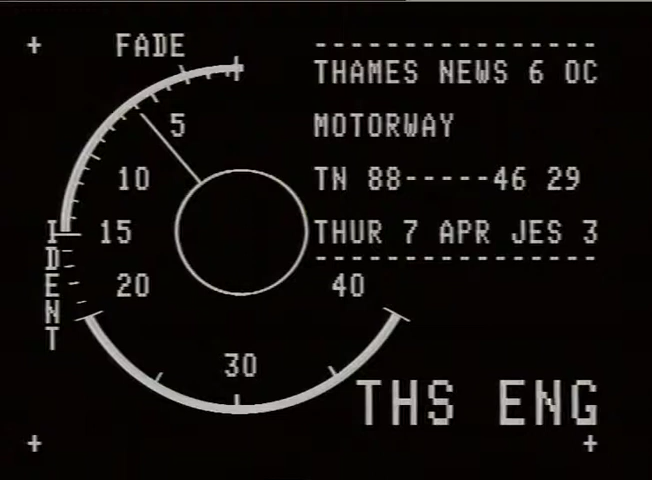 FADE
----------------
THAMES NEWS 6 OC
MOTORWAY
TN 88-----46 29
THUR 7 APR JES 3
----------------
5
10
15
20
30
40
IDENT
THS ENG